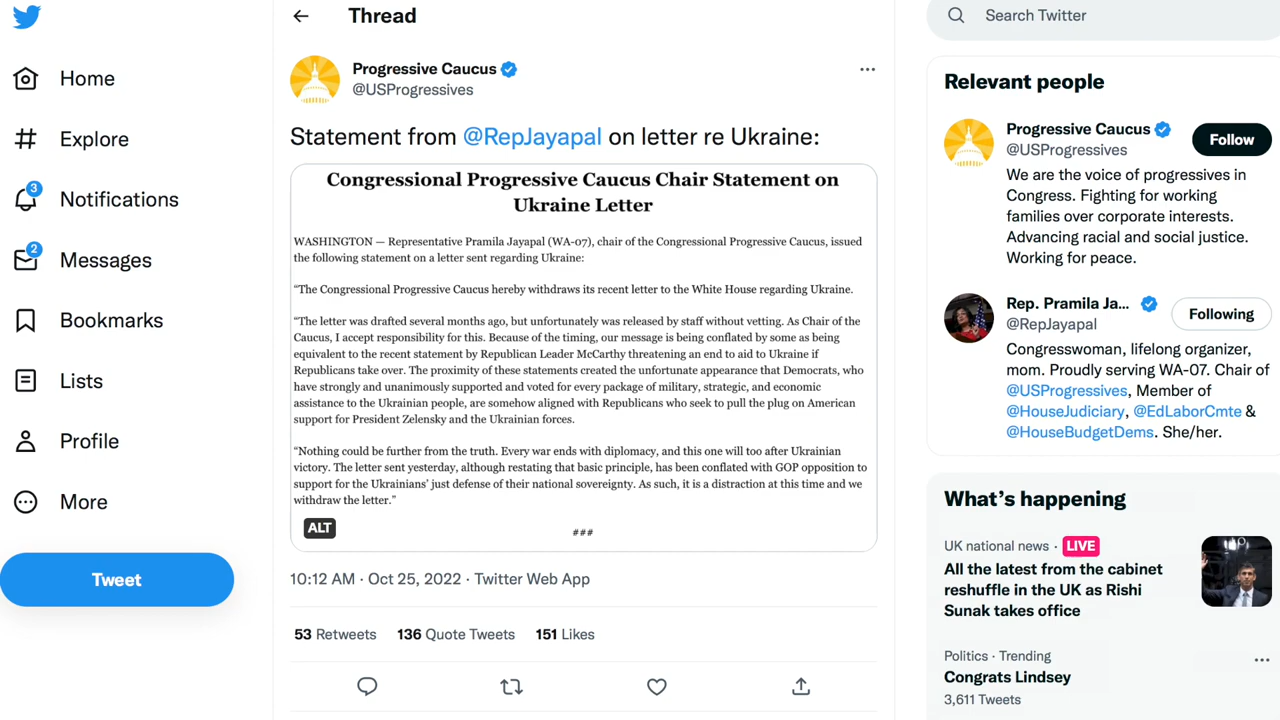 Home
Explore
3
Notifications
2
Messages
Bookmarks
Lists
Profile
More
Tweet
Thread
Progressive Caucus
@USProgressives
Statement from @RepJayapal on letter re Ukraine:
Congressional Progressive Caucus Chair Statement on
Ukraine Letter
WASHINGTON — Representative Pramila Jayapal (WA-07), chair of the Congressional Progressive Caucus, issued
the following statement on a letter sent regarding Ukraine:
“The Congressional Progressive Caucus hereby withdraws its recent letter to the White House regarding Ukraine.
“The letter was drafted several months ago, but unfortunately was released by staff without vetting. As Chair of the
Caucus, I accept responsibility for this. Because of the timing, our message is being conflated by some as being
equivalent to the recent statement by Republican Leader McCarthy threatening an end to aid to Ukraine if
Republicans take over. The proximity of these statements created the unfortunate appearance that Democrats, who
have strongly and unanimously supported and voted for every package of military, strategic, and economic
assistance to the Ukrainian people, are somehow aligned with Republicans who seek to pull the plug on American
support for President Zelensky and the Ukrainian forces.
“Nothing could be further from the truth. Every war ends with diplomacy, and this one will too after Ukrainian
victory. The letter sent yesterday, although restating that basic principle, has been conflated with GOP opposition to
support for the Ukrainians’ just defense of their national sovereignty. As such, it is a distraction at this time and we
withdraw the letter.”
ALT
###
10:12 AM · Oct 25, 2022 · Twitter Web App
53 Retweets 136 Quote Tweets 151 Likes
Search Twitter
Relevant people
Progressive Caucus
@USProgressives
Follow
We are the voice of progressives in
Congress. Fighting for working
families over corporate interests.
Advancing racial and social justice.
Working for peace.
Rep. Pramila Ja...
@RepJayapal
Following
Congresswoman, lifelong organizer,
mom. Proudly serving WA-07. Chair of
@USProgressives, Member of
@HouseJudiciary, @EdLaborCmte &
@HouseBudgetDems. She/her.
What’s happening
UK national news · LIVE
All the latest from the cabinet
reshuffle in the UK as Rishi
Sunak takes office
Politics · Trending
Congrats Lindsey
3,611 Tweets